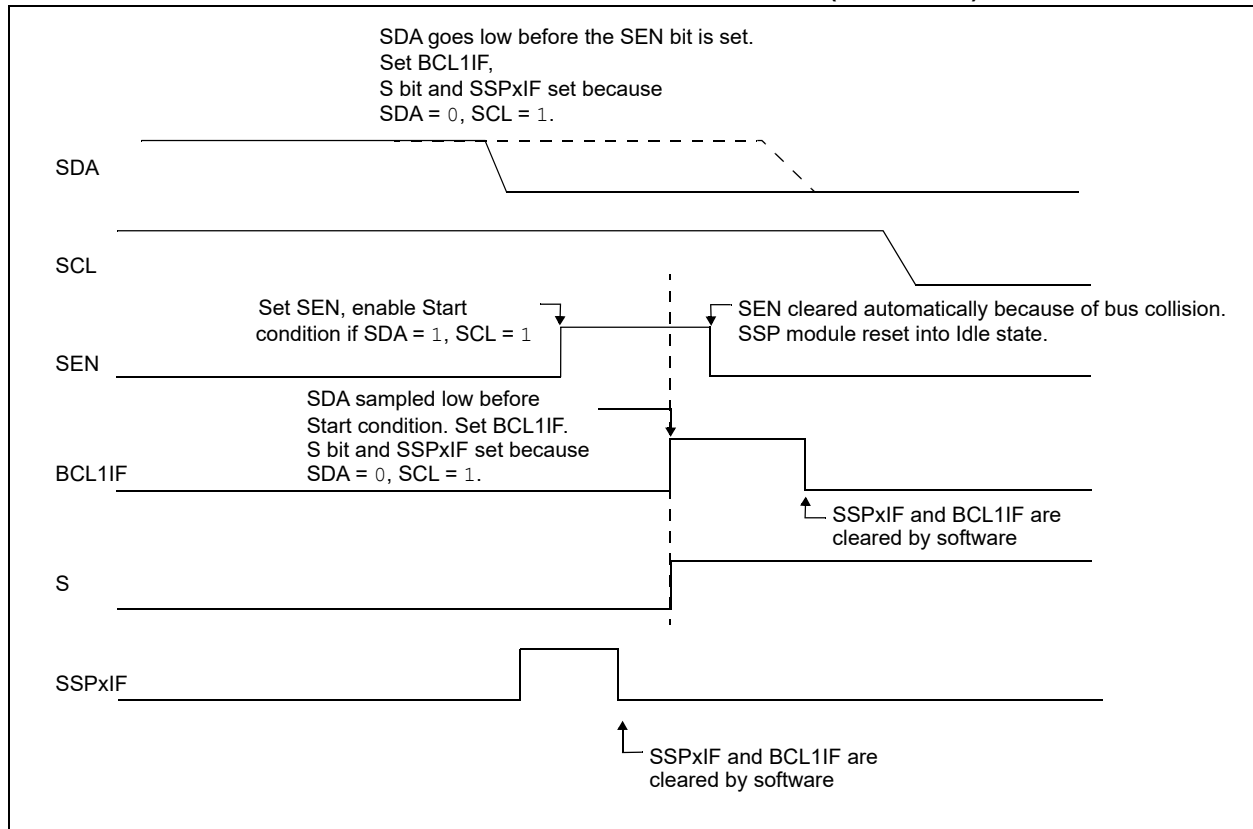 SDA goes low before the SEN bit is set.
Set BCL1IF,
S bit and SSPxIF set because
SDA = 0, SCL = 1.
SDA
SCL
Set SEN, enable Start
condition if SDA = 1, SCL = 1
SEN cleared automatically because of bus collision.
SSP module reset into Idle state.
SEN
SDA sampled low before
Start condition. Set BCL1IF.
S bit and SSPxIF set because
SDA = 0, SCL = 1.
BCL1IF
SSPxIF and BCL1IF are
cleared by software
S
SSPxIF
SSPxIF and BCL1IF are
cleared by software